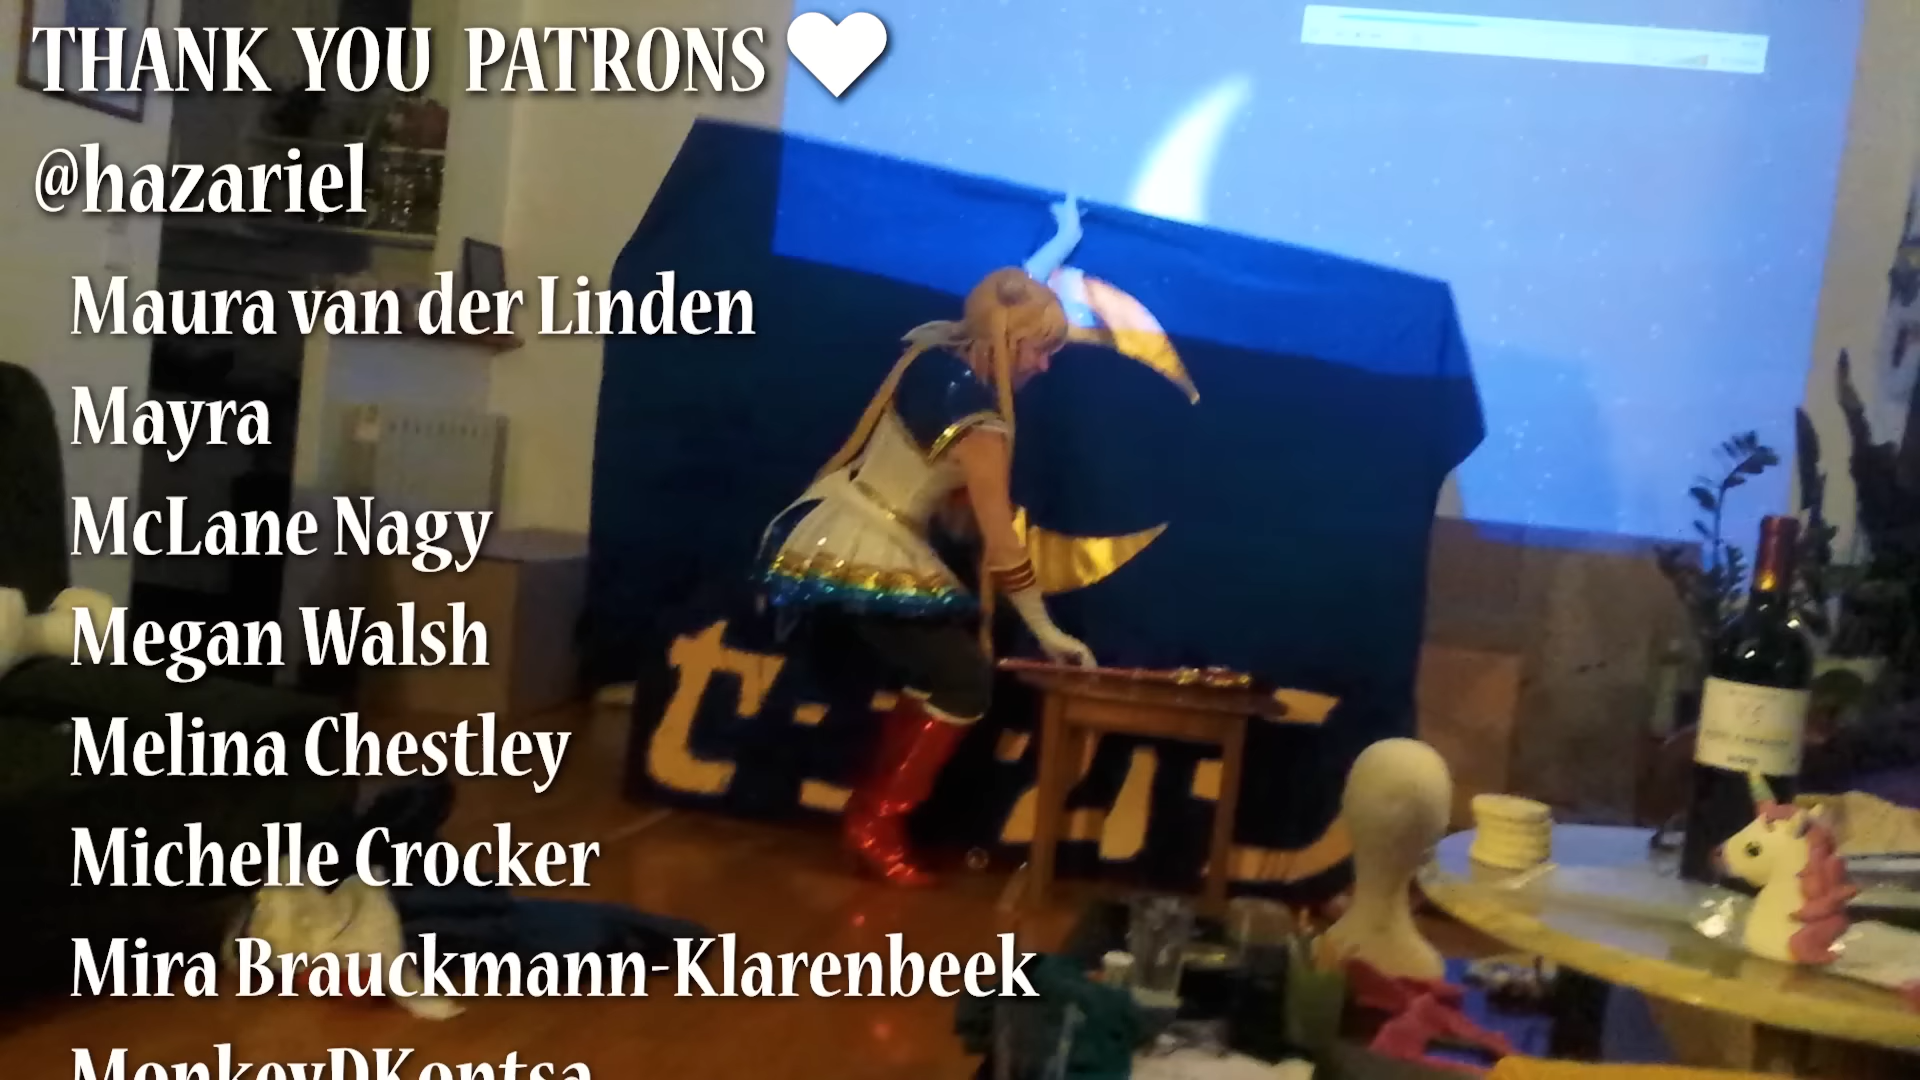 THANK YOU PATRONS
@hazariel
Maura van der Linden
Mayra
McLane Nagy
Megan Walsh
Melina Chestley
Michelle Crocker
Mira Brauckmann-Klarenbeek
MonkeyDKontsa